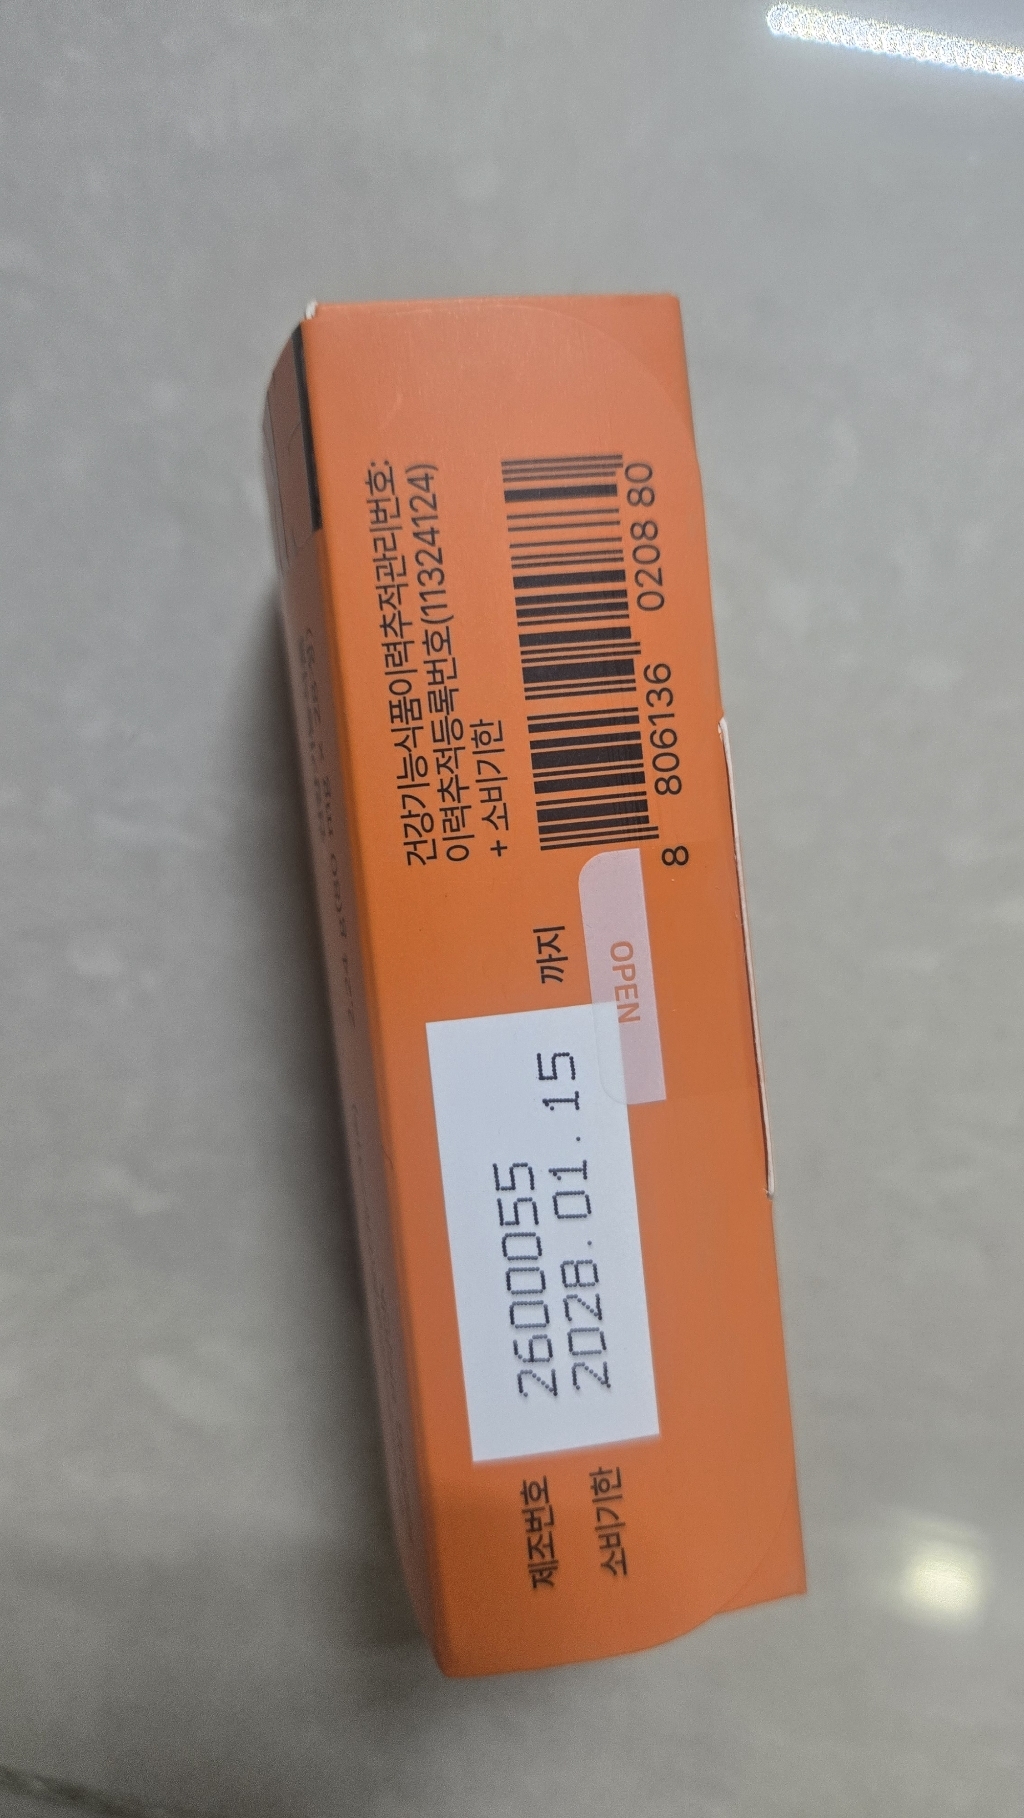 제조번호 2600055
소비기한 2028.01.15 까지
건강기능식품이력추적관리번호:
이력추적등록번호(11324124)
+ 소비기한
8 806136 020880
OPEN